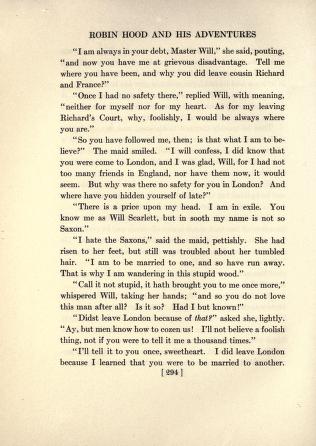 ROBIN HOOD AND HIS ADVENTURES
"I am always in your debt, Master Will," she said, pouting,
"and now you have me at grievous disadvantage. Tell me
where you have been, and why you did leave cousin Richard
and France?"
"Once I had no safety there," replied Will, with meaning,
"neither for myself nor for my heart. As for my leaving
Richard's Court, why, foolishly, I would be always where
you are."
"So you have followed me, then; is that what I am to be-
lieve?" The maid smiled. "I will confess, I did know that
you were come to London, and I was glad, Will, for I had not
too many friends in England, nor have them now, it would
seem. But why was there no safety for you in London? And
where have you hidden yourself of late?"
"There is a price upon my head. I am in exile. You
know me as Will Scarlett, but in sooth my name is not so
Saxon."
"I hate the Saxons," said the maid, pettishly. She had
risen to her feet, but still was troubled about her tumbled
hair. "I am to be married to one, and so have run away.
That is why I am wandering in this stupid wood."
"Call it not stupid, it hath brought you to me once more,"
whispered Will, taking her hands; "and so you do not love
this man after all? Is it so? Had I but known!"
"Didst leave London because of that?" asked she, lightly.
"Ay, but men know how to cozen us! I'll not believe a foolish
thing, not if you were to tell it me a thousand times."
"I'll tell it to you once, sweetheart. I did leave London
because I learned that you were to be married to another.
[ 294 ]